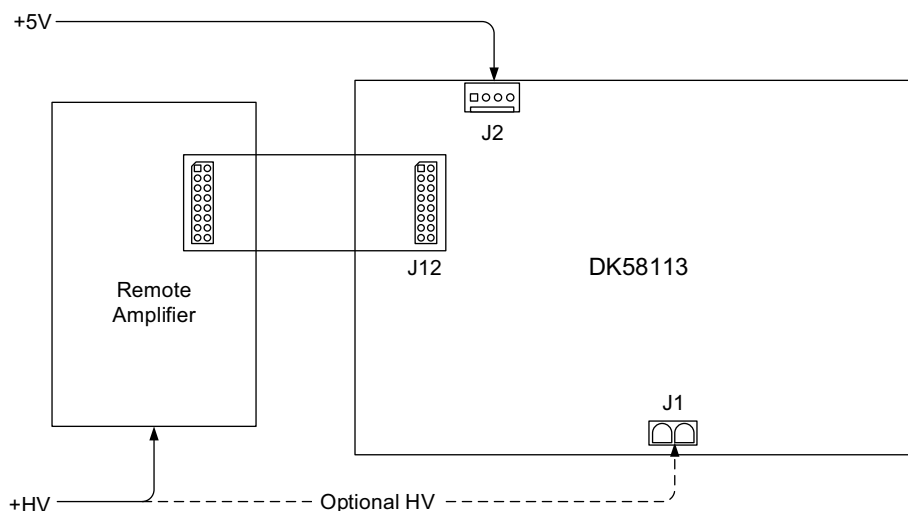 +5V
J2
J12
DK58113
Remote
Amplifier
J1
+HV
Optional HV